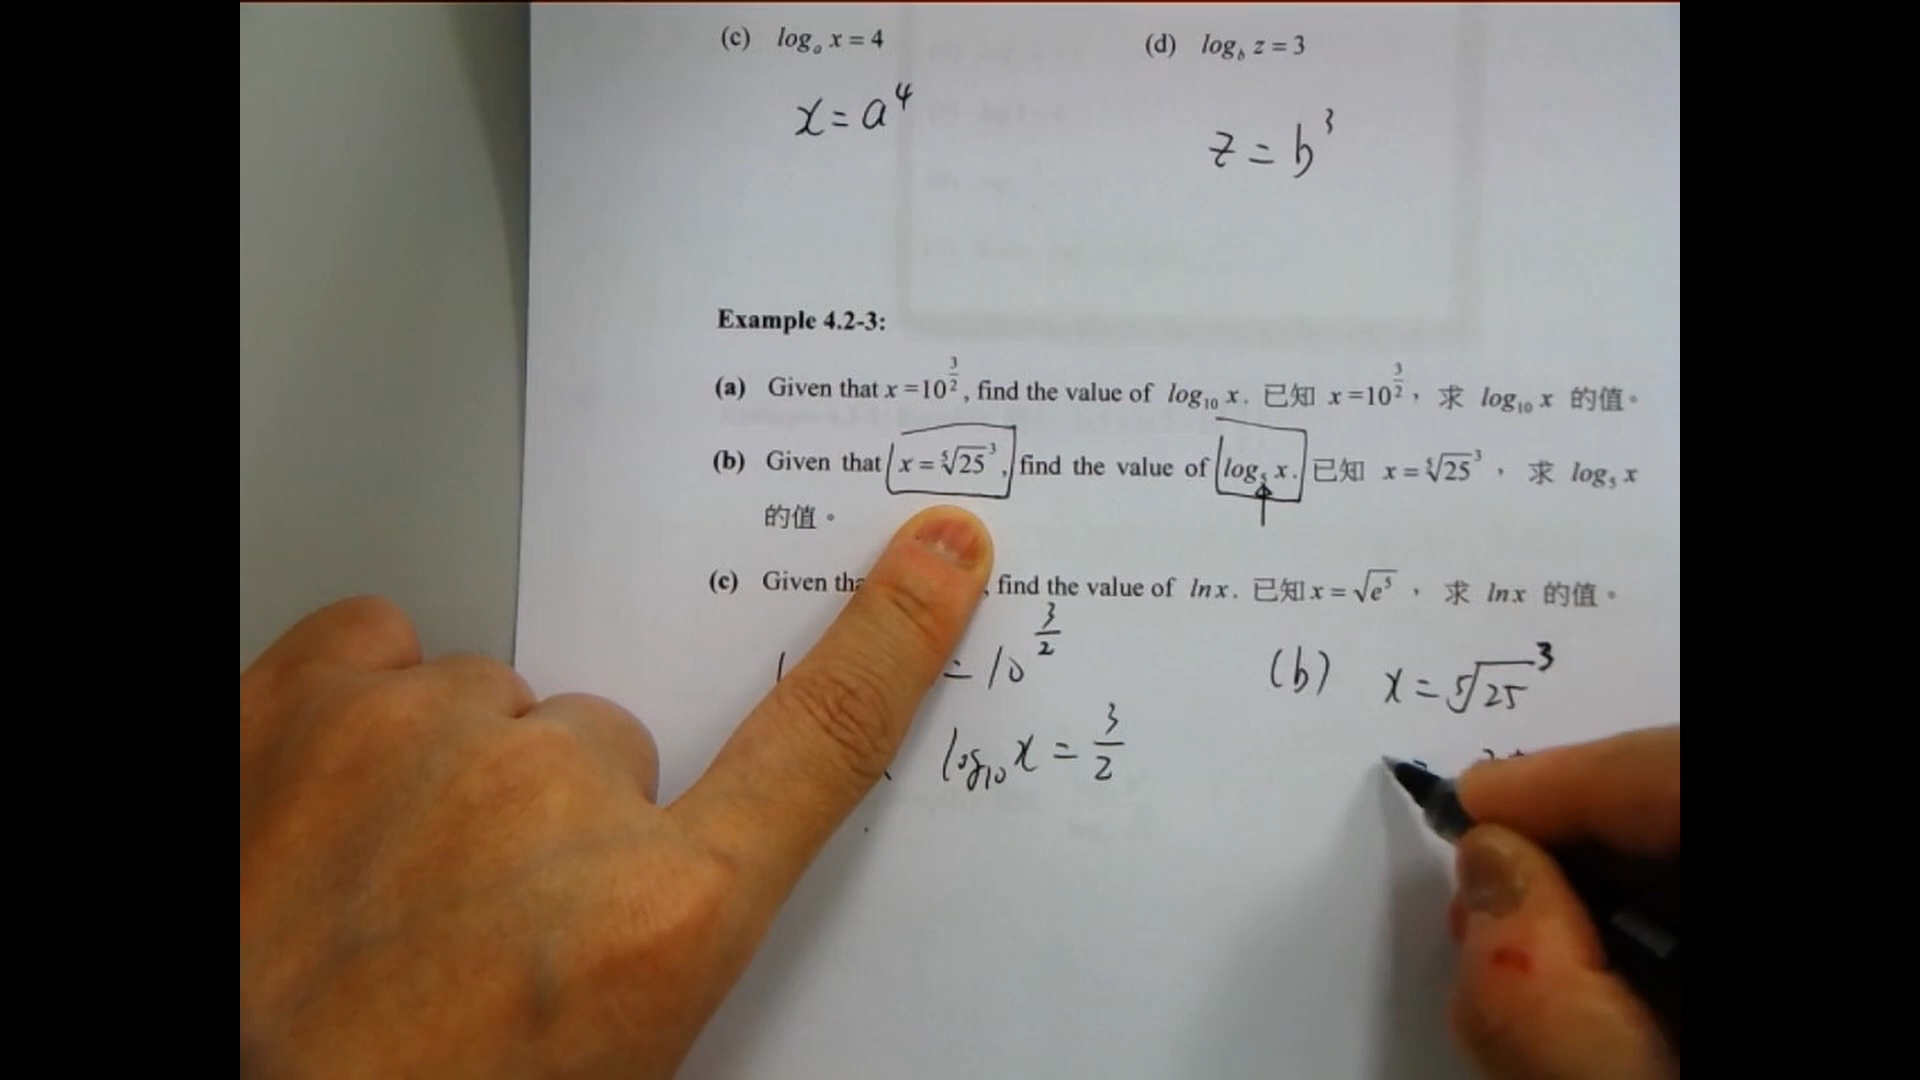 (c) logₐ x = 4 (d) log_b z = 3
x = a⁴ z = b³
Example 4.2-3:
(a) Given that x =10^(3/2), find the value of log₁₀ x. 已知 x =10^(3/2)，求 log₁₀ x 的值。
(b) Given that x = ⁵√25³, find the value of log₅ x. 已知 x = ⁵√25³，求 log₅ x
的值。
(c) Given , find the value of ln x. 已知 x = √e⁵，求 ln x 的值。
= 10^(3/2) (b) x = ⁵√25³
log₁₀ x = 3/2